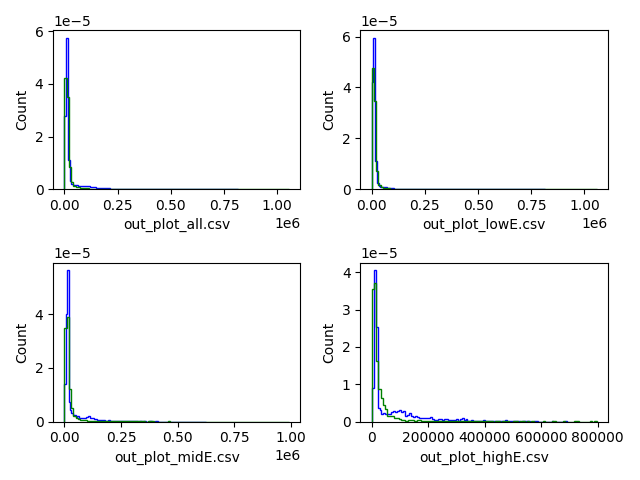 1e−5
Count
6
4
2
0
0.00 0.25 0.50 0.75 1.00
1e6
out_plot_all.csv
1e−5
Count
6
4
2
0
0.00 0.25 0.50 0.75 1.00
1e6
out_plot_lowE.csv
1e−5
Count
4
2
0
0.00 0.25 0.50 0.75 1.00
1e6
out_plot_midE.csv
1e−5
Count
4
3
2
1
0
0 200000 400000 600000 800000
out_plot_highE.csv